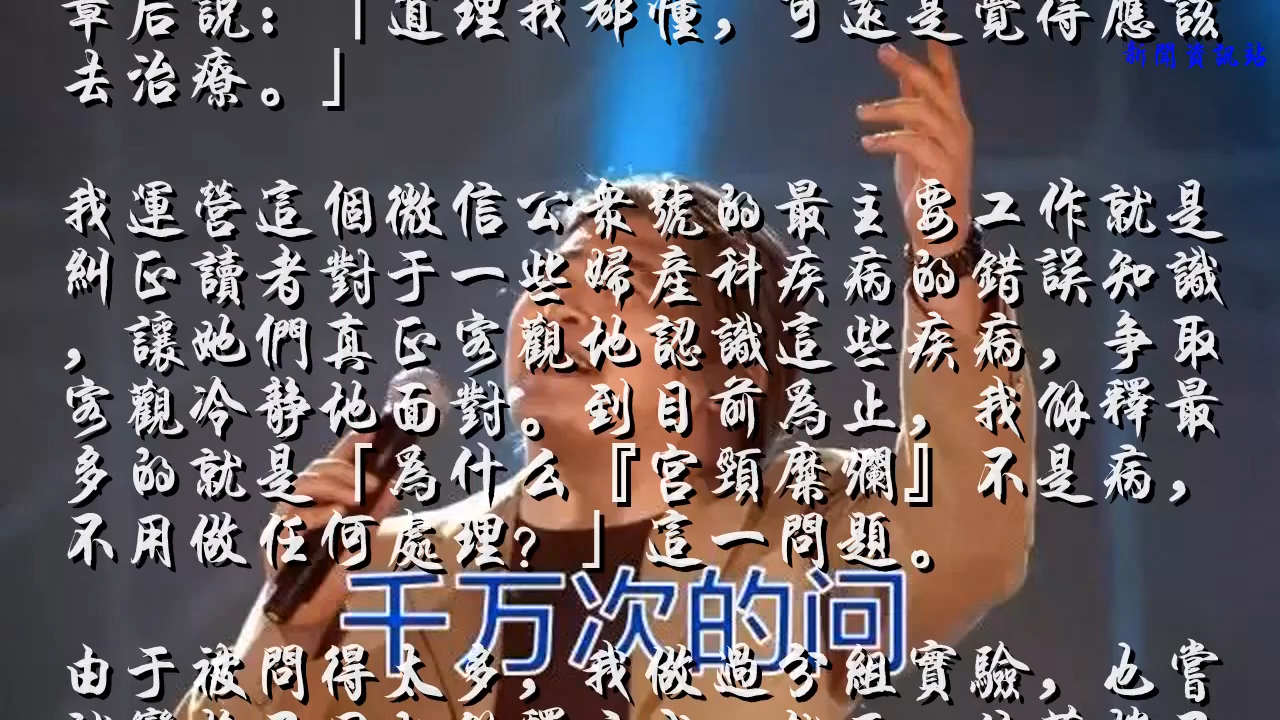 章后説：「道理我都懂，可還是覺得應該
去治療。」
新聞資訊站
我運營這個微信公衆號的最主要工作就是
糾正讀者對于一些婦産科疾病的錯誤知識
，讓她們真正客觀地認識這些疾病，争取
客觀冷静地面對。到目前爲止，我解釋最
多的就是「爲什么『宫頸糜爛』不是病，
不用做任何處理？」這一問題。
千万次的问
由于被問得太多，我做過分組實驗，也嘗